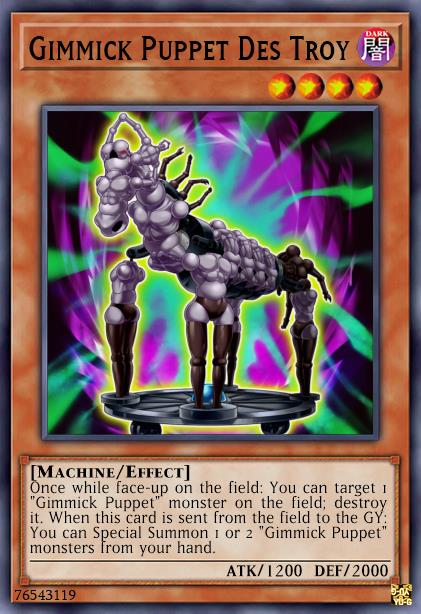 GIMMICK PUPPET DES TROY
DARK
闇
[MACHINE/EFFECT]
Once while face-up on the field: You can target 1
"Gimmick Puppet" monster on the field; destroy
it. When this card is sent from the field to the GY:
You can Special Summon 1 or 2 "Gimmick Puppet"
monsters from your hand.
ATK/1200 DEF/2000
76543119